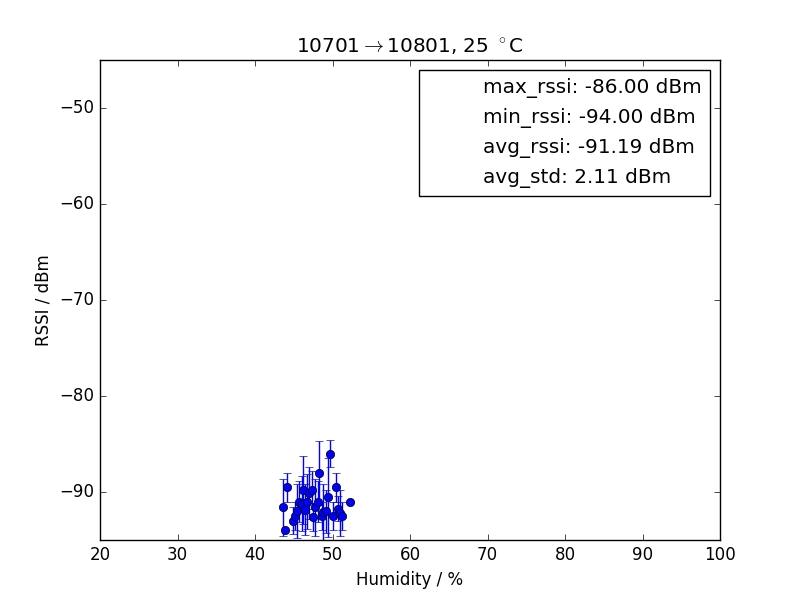 10701→10801, 25 °C
max_rssi: -86.00 dBm
min_rssi: -94.00 dBm
avg_rssi: -91.19 dBm
avg_std: 2.11 dBm
RSSI / dBm
−50
−60
−70
−80
−90
20 30 40 50 60 70 80 90 100
Humidity / %